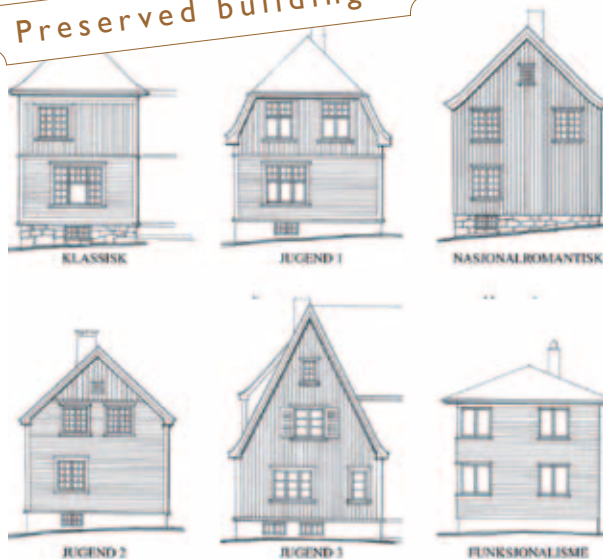 Preserved building
KLASSISK
JUGEND 1
NASJONALROMANTISK
JUGEND 2
JUGEND 3
FUNKSJONALISME